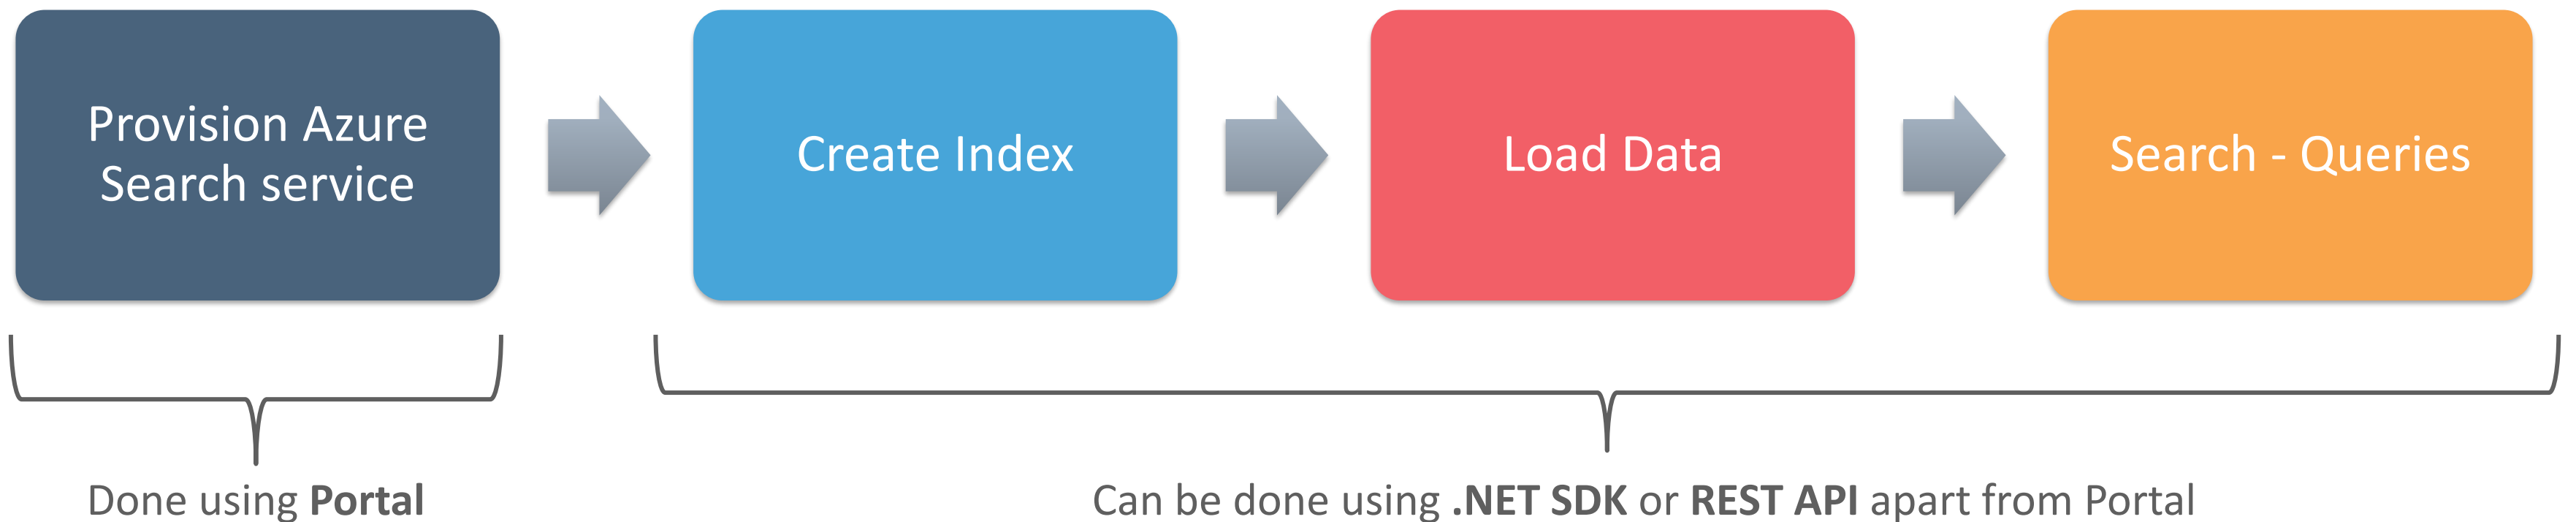 Provision Azure
Search service
Create Index
Load Data
Search - Queries
Done using Portal
Can be done using .NET SDK or REST API apart from Portal